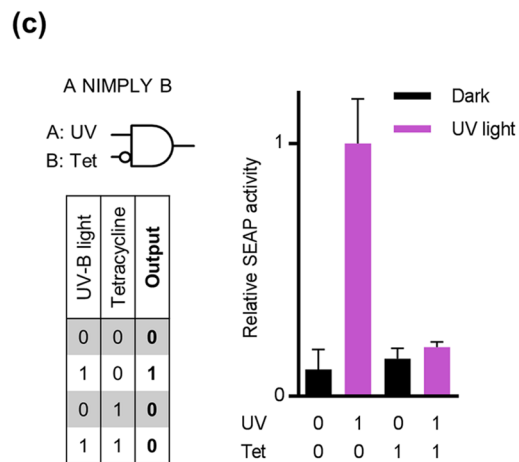 (c)
A NIMPLY B
A: UV
B: Tet
UV-B light Tetracycline Output
0 0 0
1 0 1
0 1 0
1 1 0
Dark
UV light
Relative SEAP activity
1
0
UV 0 1 0 1
Tet 0 0 1 1